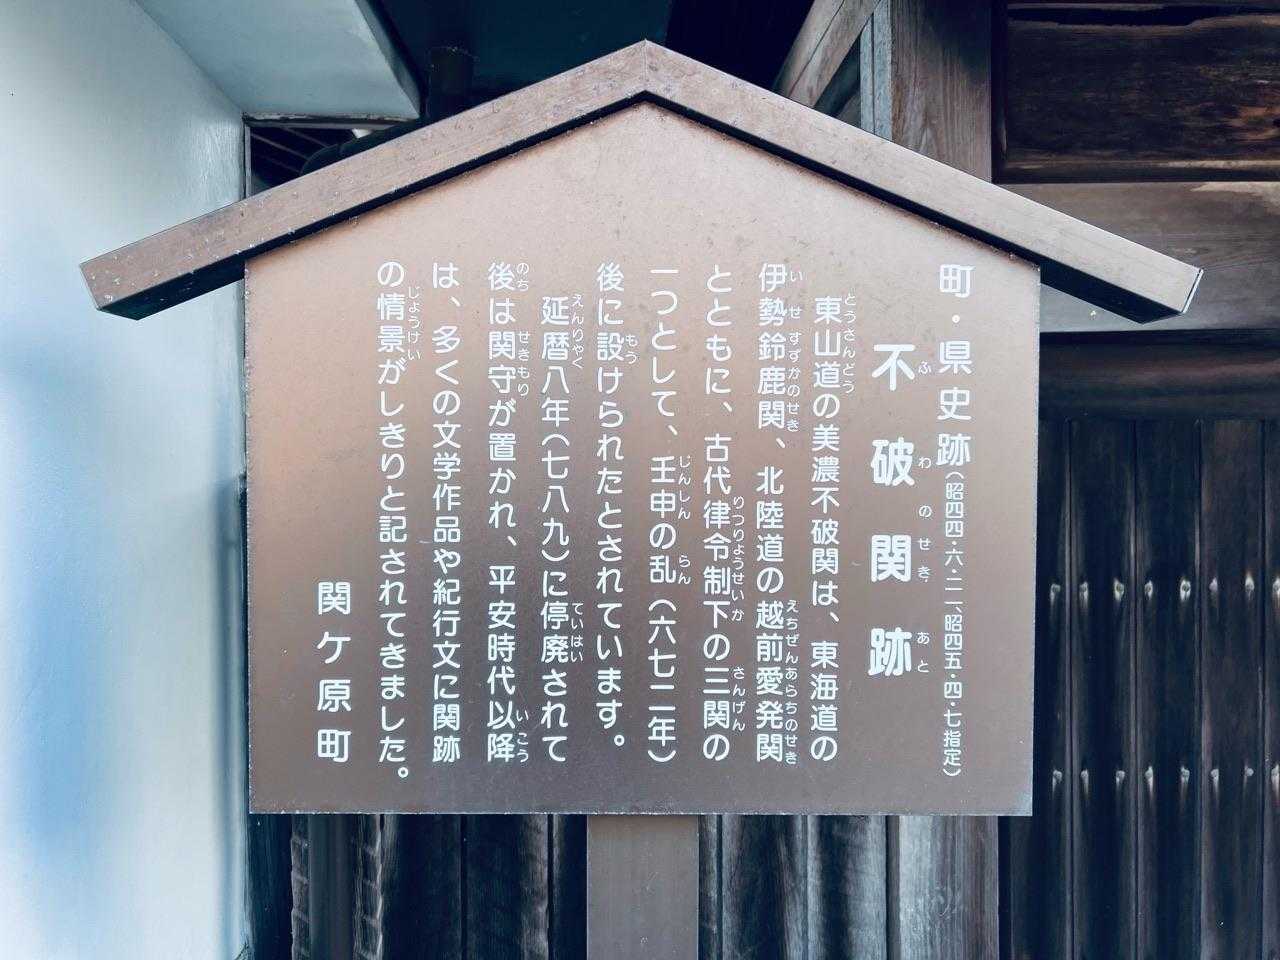 町・県史跡（昭四四・六・二一、昭四五・四・七指定）
不破関跡
東山道の美濃不破関は、東海道の
伊勢鈴鹿関、北陸道の越前愛発関
とともに、古代律令制下の三関の
一つとして、壬申の乱（六七二年）
後に設けられたとされています。
延暦八年（七八九）に停廃されて
後は関守が置かれ、平安時代以降
は、多くの文学作品や紀行文に関跡
の情景がしきりと記されてきました。
関ケ原町